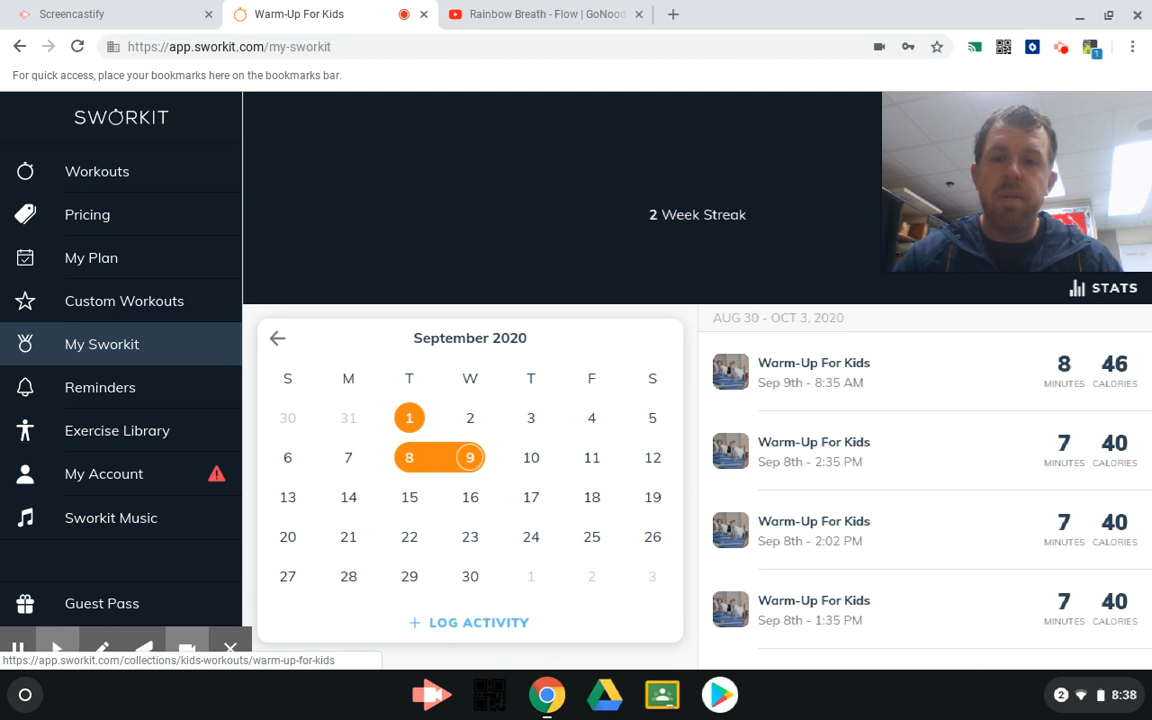 Screencastify
Warm-Up For Kids
Rainbow Breath - Flow | GoNood
https://app.sworkit.com/my-sworkit
1
For quick access, place your bookmarks here on the bookmarks bar.
SWORKIT
Workouts
Pricing
My Plan
Custom Workouts
My Sworkit
Reminders
Exercise Library
My Account
Sworkit Music
Guest Pass
2 Week Streak
STATS
September 2020
S M T W T F S
30 31 1 2 3 4 5
6 7 8 9 10 11 12
13 14 15 16 17 18 19
20 21 22 23 24 25 26
27 28 29 30 1 2 3
+ LOG ACTIVITY
AUG 30 - OCT 3, 2020
Warm-Up For Kids
Sep 9th - 8:35 AM
8 46
MINUTES CALORIES
Warm-Up For Kids
Sep 8th - 2:35 PM
7 40
MINUTES CALORIES
Warm-Up For Kids
Sep 8th - 2:02 PM
7 40
MINUTES CALORIES
Warm-Up For Kids
Sep 8th - 1:35 PM
7 40
MINUTES CALORIES
https://app.sworkit.com/collections/kids-workouts/warm-up-for-kids
2 8:38